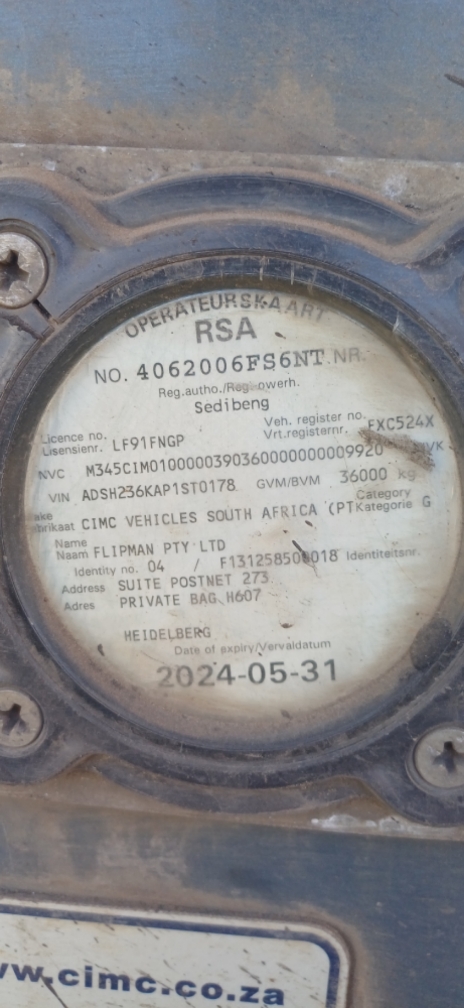 OPERATEURSKAART
RSA
NO. 4062006FS6NT NR.
Reg.autho./Reg.-owerh.
Sedibeng
Licence no. Veh. register no.
Lisensienr. LF91FNGP Vrt.registernr. FXC524X
NVC M345CIM01000003903600000000009920 MVK
VIN ADSH236KAP1ST0178 GVM/BVM 36000 kg
Category
CIMC VEHICLES SOUTH AFRICA (PT Kategorie G
Name
Naam FLIPMAN PTY LTD
Identity no. 04 / F131258500018 Identiteitsnr.
Address SUITE POSTNET 273
Adres PRIVATE BAG H607
HEIDELBERG
Date of expiry/Vervaldatum
2024-05-31
ww.cimc.co.za